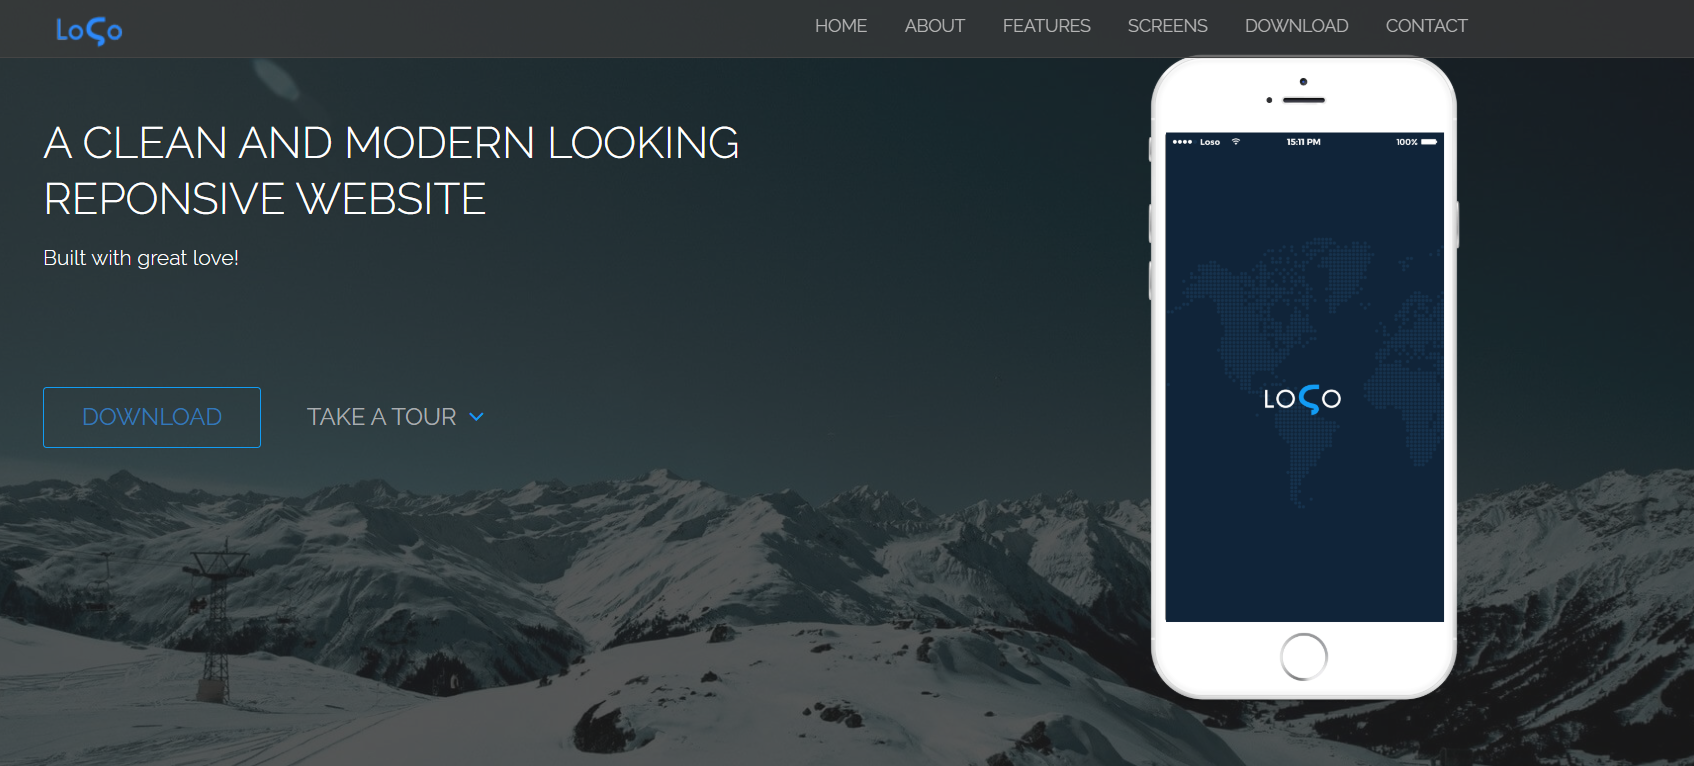 LoSo
HOME ABOUT FEATURES SCREENS DOWNLOAD CONTACT
A CLEAN AND MODERN LOOKING
REPONSIVE WEBSITE
Built with great love!
DOWNLOAD TAKE A TOUR
Loso 15:11 PM 100%
LOSO